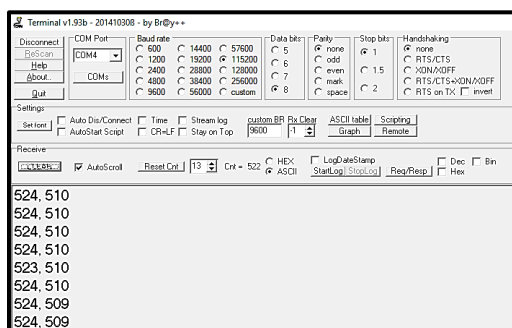 Terminal v1.93b - 20141030B - by Br@y++
Disconnect
ReScan
Help
About..
Quit
COM Port
COM4
COMs
Baud rate
600 14400 57600
1200 19200 115200
2400 28800 128000
4800 38400 256000
9600 56000 custom
Data bits
5
6
7
8
Parity
none
odd
even
mark
space
Stop bits
1
1.5
2
Handshaking
none
RTS/CTS
XON/XOFF
RTS/CTS+XON/XOFF
RTS on TX invert
Settings
Set font
Auto Dis/Connect Time Stream log
AutoStart Script CR=LF Stay on Top
custom BR Rx Clear
9600 -1
ASCII table Scripting
Graph Remote
Receive
CLEAR
AutoScroll
Reset Cnt
13
Cnt = 522
HEX
ASCII
LogDateStamp
StartLog StopLog
Req/Resp
Dec Bin
Hex
524, 510
524, 510
524, 510
524, 510
523, 510
524, 510
524, 509
524, 509